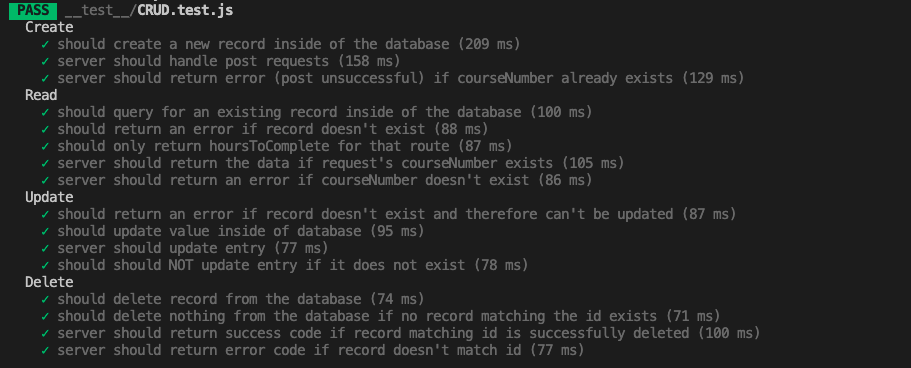 PASS __test__/CRUD.test.js
Create
✓ should create a new record inside of the database (209 ms)
✓ server should handle post requests (158 ms)
✓ server should return error (post unsuccessful) if courseNumber already exists (129 ms)
Read
✓ should query for an existing record inside of the database (100 ms)
✓ should return an error if record doesn't exist (88 ms)
✓ should only return hoursToComplete for that route (87 ms)
✓ server should return the data if request's courseNumber exists (105 ms)
✓ server should return an error if courseNumber doesn't exist (86 ms)
Update
✓ should return an error if record doesn't exist and therefore can't be updated (87 ms)
✓ should update value inside of database (95 ms)
✓ server should update entry (77 ms)
✓ should should NOT update entry if it does not exist (78 ms)
Delete
✓ should delete record from the database (74 ms)
✓ should delete nothing from the database if no record matching the id exists (71 ms)
✓ server should return success code if record matching id is successfully deleted (100 ms)
✓ server should return error code if record doesn't match id (77 ms)